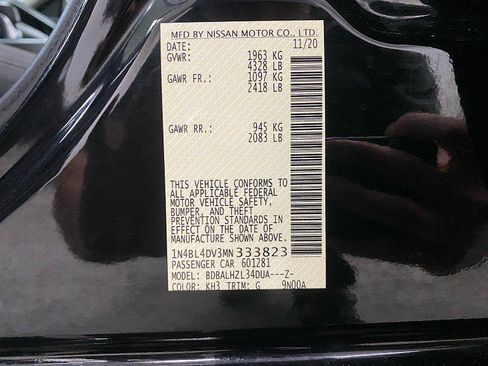 MFD BY NISSAN MOTOR CO., LTD.
DATE: 11/20
GVWR: 1963 KG
4328 LB
GAWR FR: 1097 KG
2418 LB
GAWR RR: 945 KG
2083 LB
THIS VEHICLE CONFORMS TO
ALL APPLICABLE FEDERAL
MOTOR VEHICLE SAFETY,
BUMPER, AND THEFT
PREVENTION STANDARDS IN
EFFECT ON THE DATE OF
MANUFACTURE SHOWN ABOVE.
1N4BL4DV3MN333823
PASSENGER CAR 601281
MODEL: BDBALHZL34DUA---Z-
COLOR: KH3 TRIM: G 9N00A